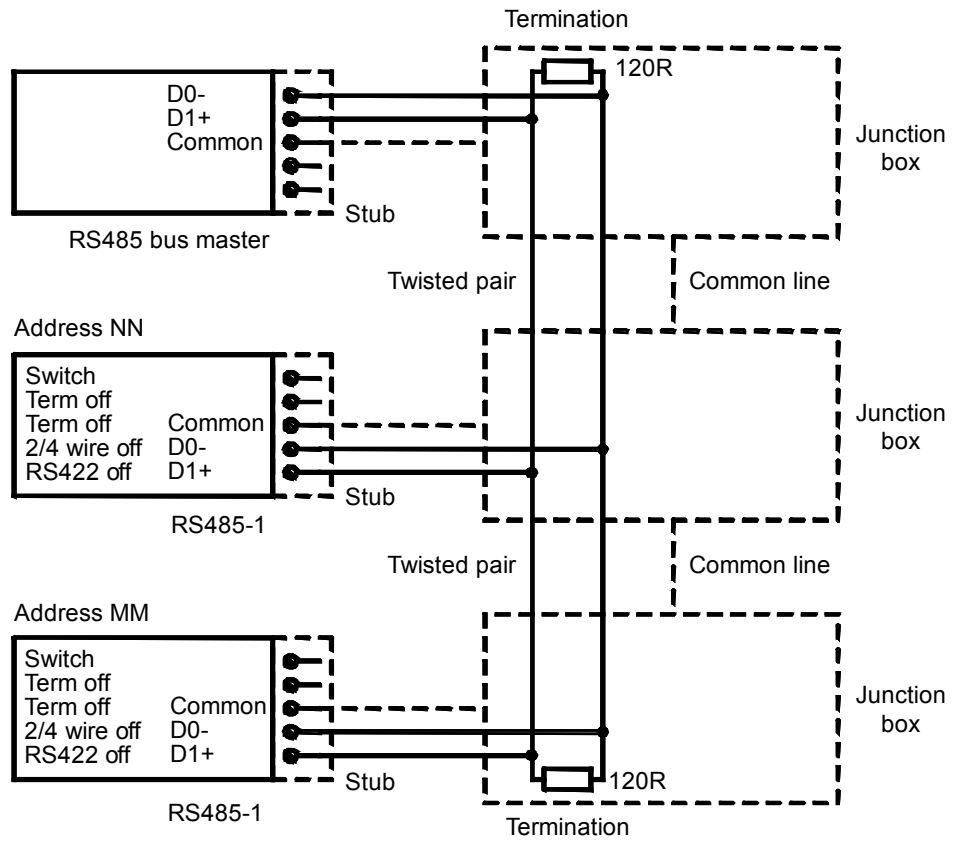 Termination
120R
D0-
D1+
Common
Junction
box
Stub
RS485 bus master
Twisted pair
Common line
Address NN
Switch
Term off
Term off
Common
2/4 wire off
D0-
RS422 off
D1+
Junction
box
Stub
RS485-1
Twisted pair
Common line
Address MM
Switch
Term off
Term off
Common
2/4 wire off
D0-
RS422 off
D1+
Junction
box
Stub
120R
RS485-1
Termination